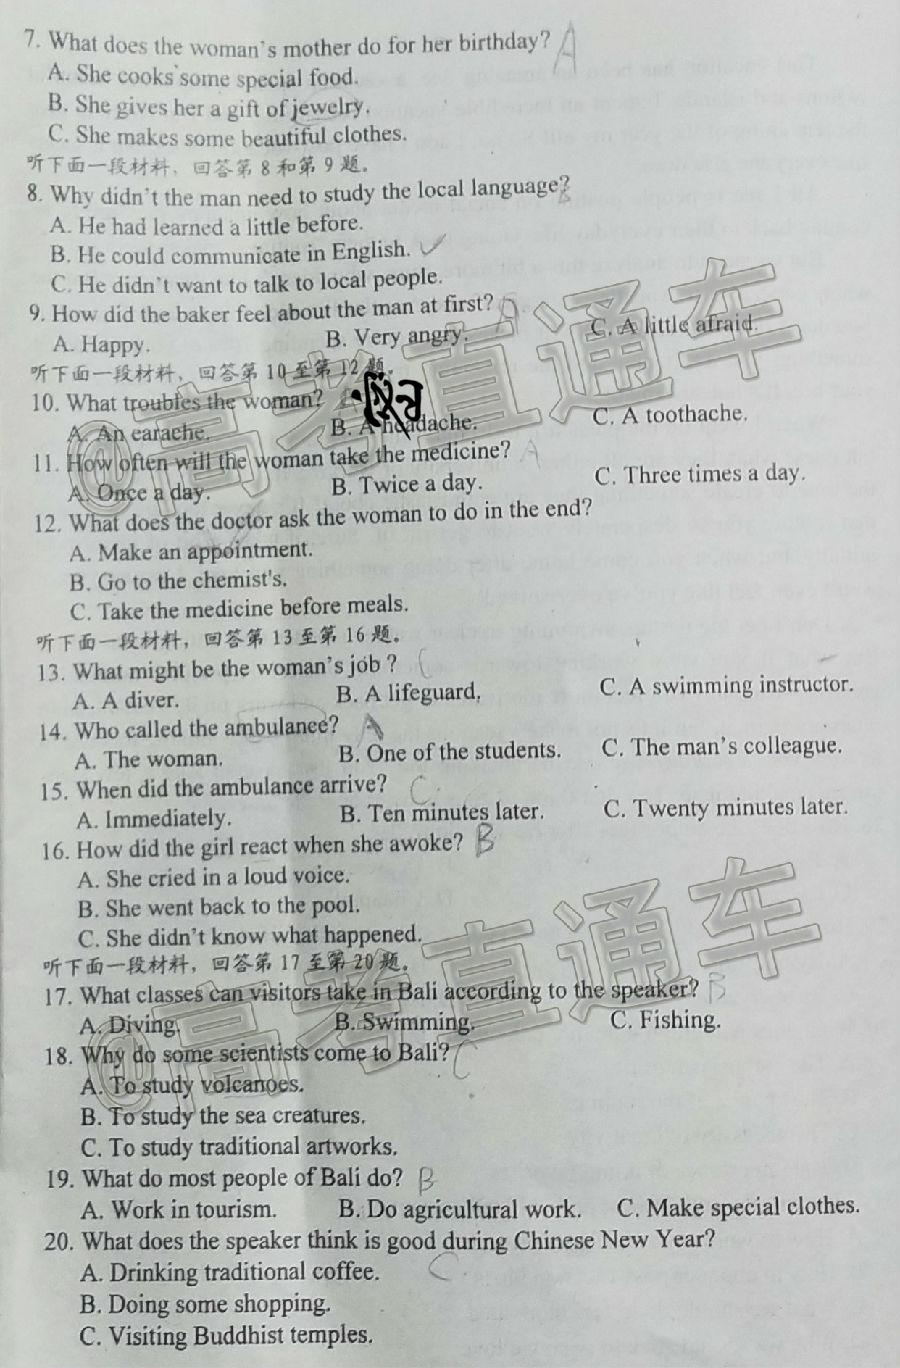 7. What does the woman's mother do for her birthday? A
A. She cooks some special food.
B. She gives her a gift of jewelry.
C. She makes some beautiful clothes.
听下面一段材料，回答第 8 和第 9 题。
8. Why didn't the man need to study the local language? B
A. He had learned a little before.
B. He could communicate in English. ✓
C. He didn't want to talk to local people.
9. How did the baker feel about the man at first? A
A. Happy. B. Very angry. C. A little afraid.
听下面一段材料，回答第 10 至第 12 题。
10. What troubles the woman?
A. An earache. B. A headache. C. A toothache.
11. How often will the woman take the medicine? A
A. Once a day. B. Twice a day. C. Three times a day.
12. What does the doctor ask the woman to do in the end?
A. Make an appointment.
B. Go to the chemist's.
C. Take the medicine before meals.
听下面一段材料，回答第 13 至第 16 题。
13. What might be the woman's job ? C
A. A diver. B. A lifeguard. C. A swimming instructor.
14. Who called the ambulance? A
A. The woman. B. One of the students. C. The man's colleague.
15. When did the ambulance arrive? C
A. Immediately. B. Ten minutes later. C. Twenty minutes later.
16. How did the girl react when she awoke? B
A. She cried in a loud voice.
B. She went back to the pool.
C. She didn't know what happened.
听下面一段材料，回答第 17 至第 20 题。
17. What classes can visitors take in Bali according to the speaker? B
A. Diving. B. Swimming. C. Fishing.
18. Why do some scientists come to Bali? C
A. To study volcanoes.
B. To study the sea creatures.
C. To study traditional artworks.
19. What do most people of Bali do? B
A. Work in tourism. B. Do agricultural work. C. Make special clothes.
20. What does the speaker think is good during Chinese New Year?
A. Drinking traditional coffee. C
B. Doing some shopping.
C. Visiting Buddhist temples.
@高考直通车
@高考直通车